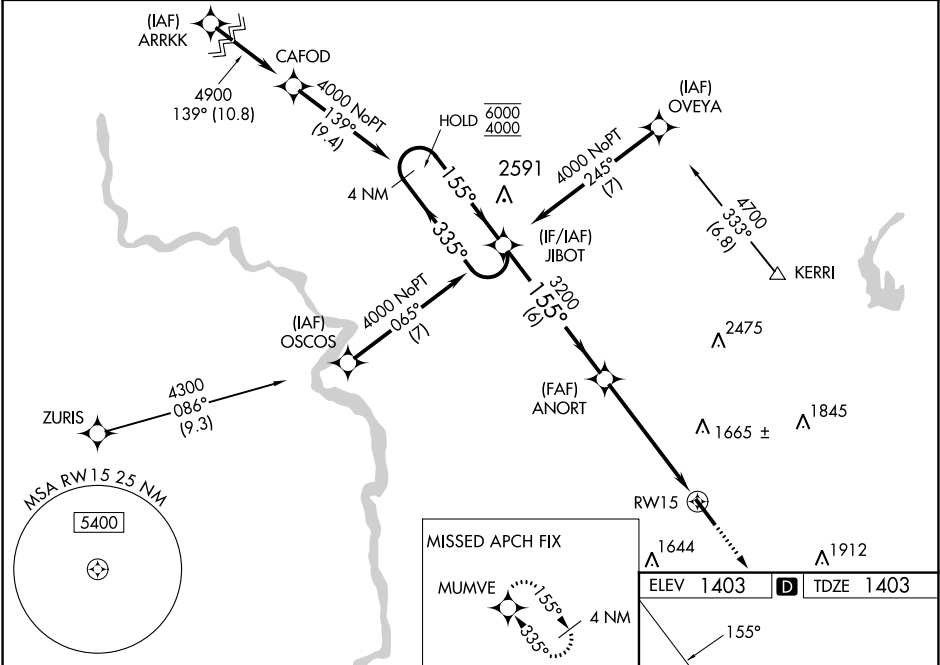 (IAF)
ARRKK
CAFOD
4900
139° (10.8)
4000 NoPT
139°
(9.4)
HOLD 6000
4000
4 NM
155°
335°
2591
(IAF)
OVEYA
4000 NoPT
245°
(7)
(IF/IAF)
JIBOT
4700
333°
(6.8)
KERRI
3200
155°
(6)
(IAF)
OSCOS
4000 NoPT
065°
(7)
2475
ZURIS
4300
086°
(9.3)
(FAF)
ANORT
1665 ±
1845
MSA RW15 25 NM
5400
RW15
MISSED APCH FIX
MUMVE
155°
335°
4 NM
1644
1912
ELEV 1403 D TDZE 1403
155°